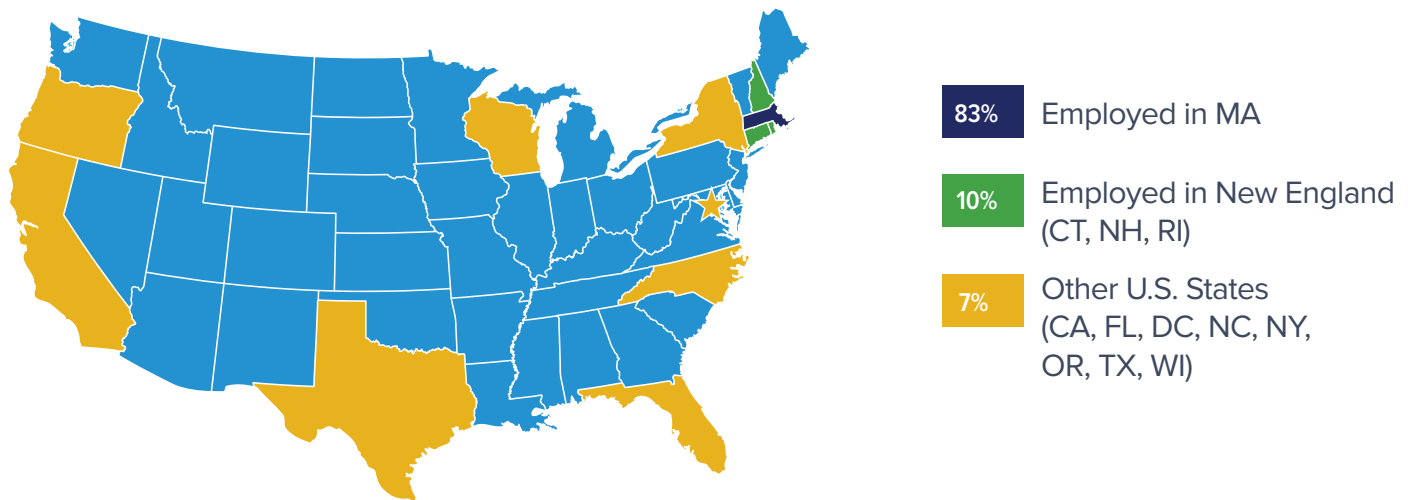 83% Employed in MA
10% Employed in New England
(CT, NH, RI)
7% Other U.S. States
(CA, FL, DC, NC, NY,
OR, TX, WI)